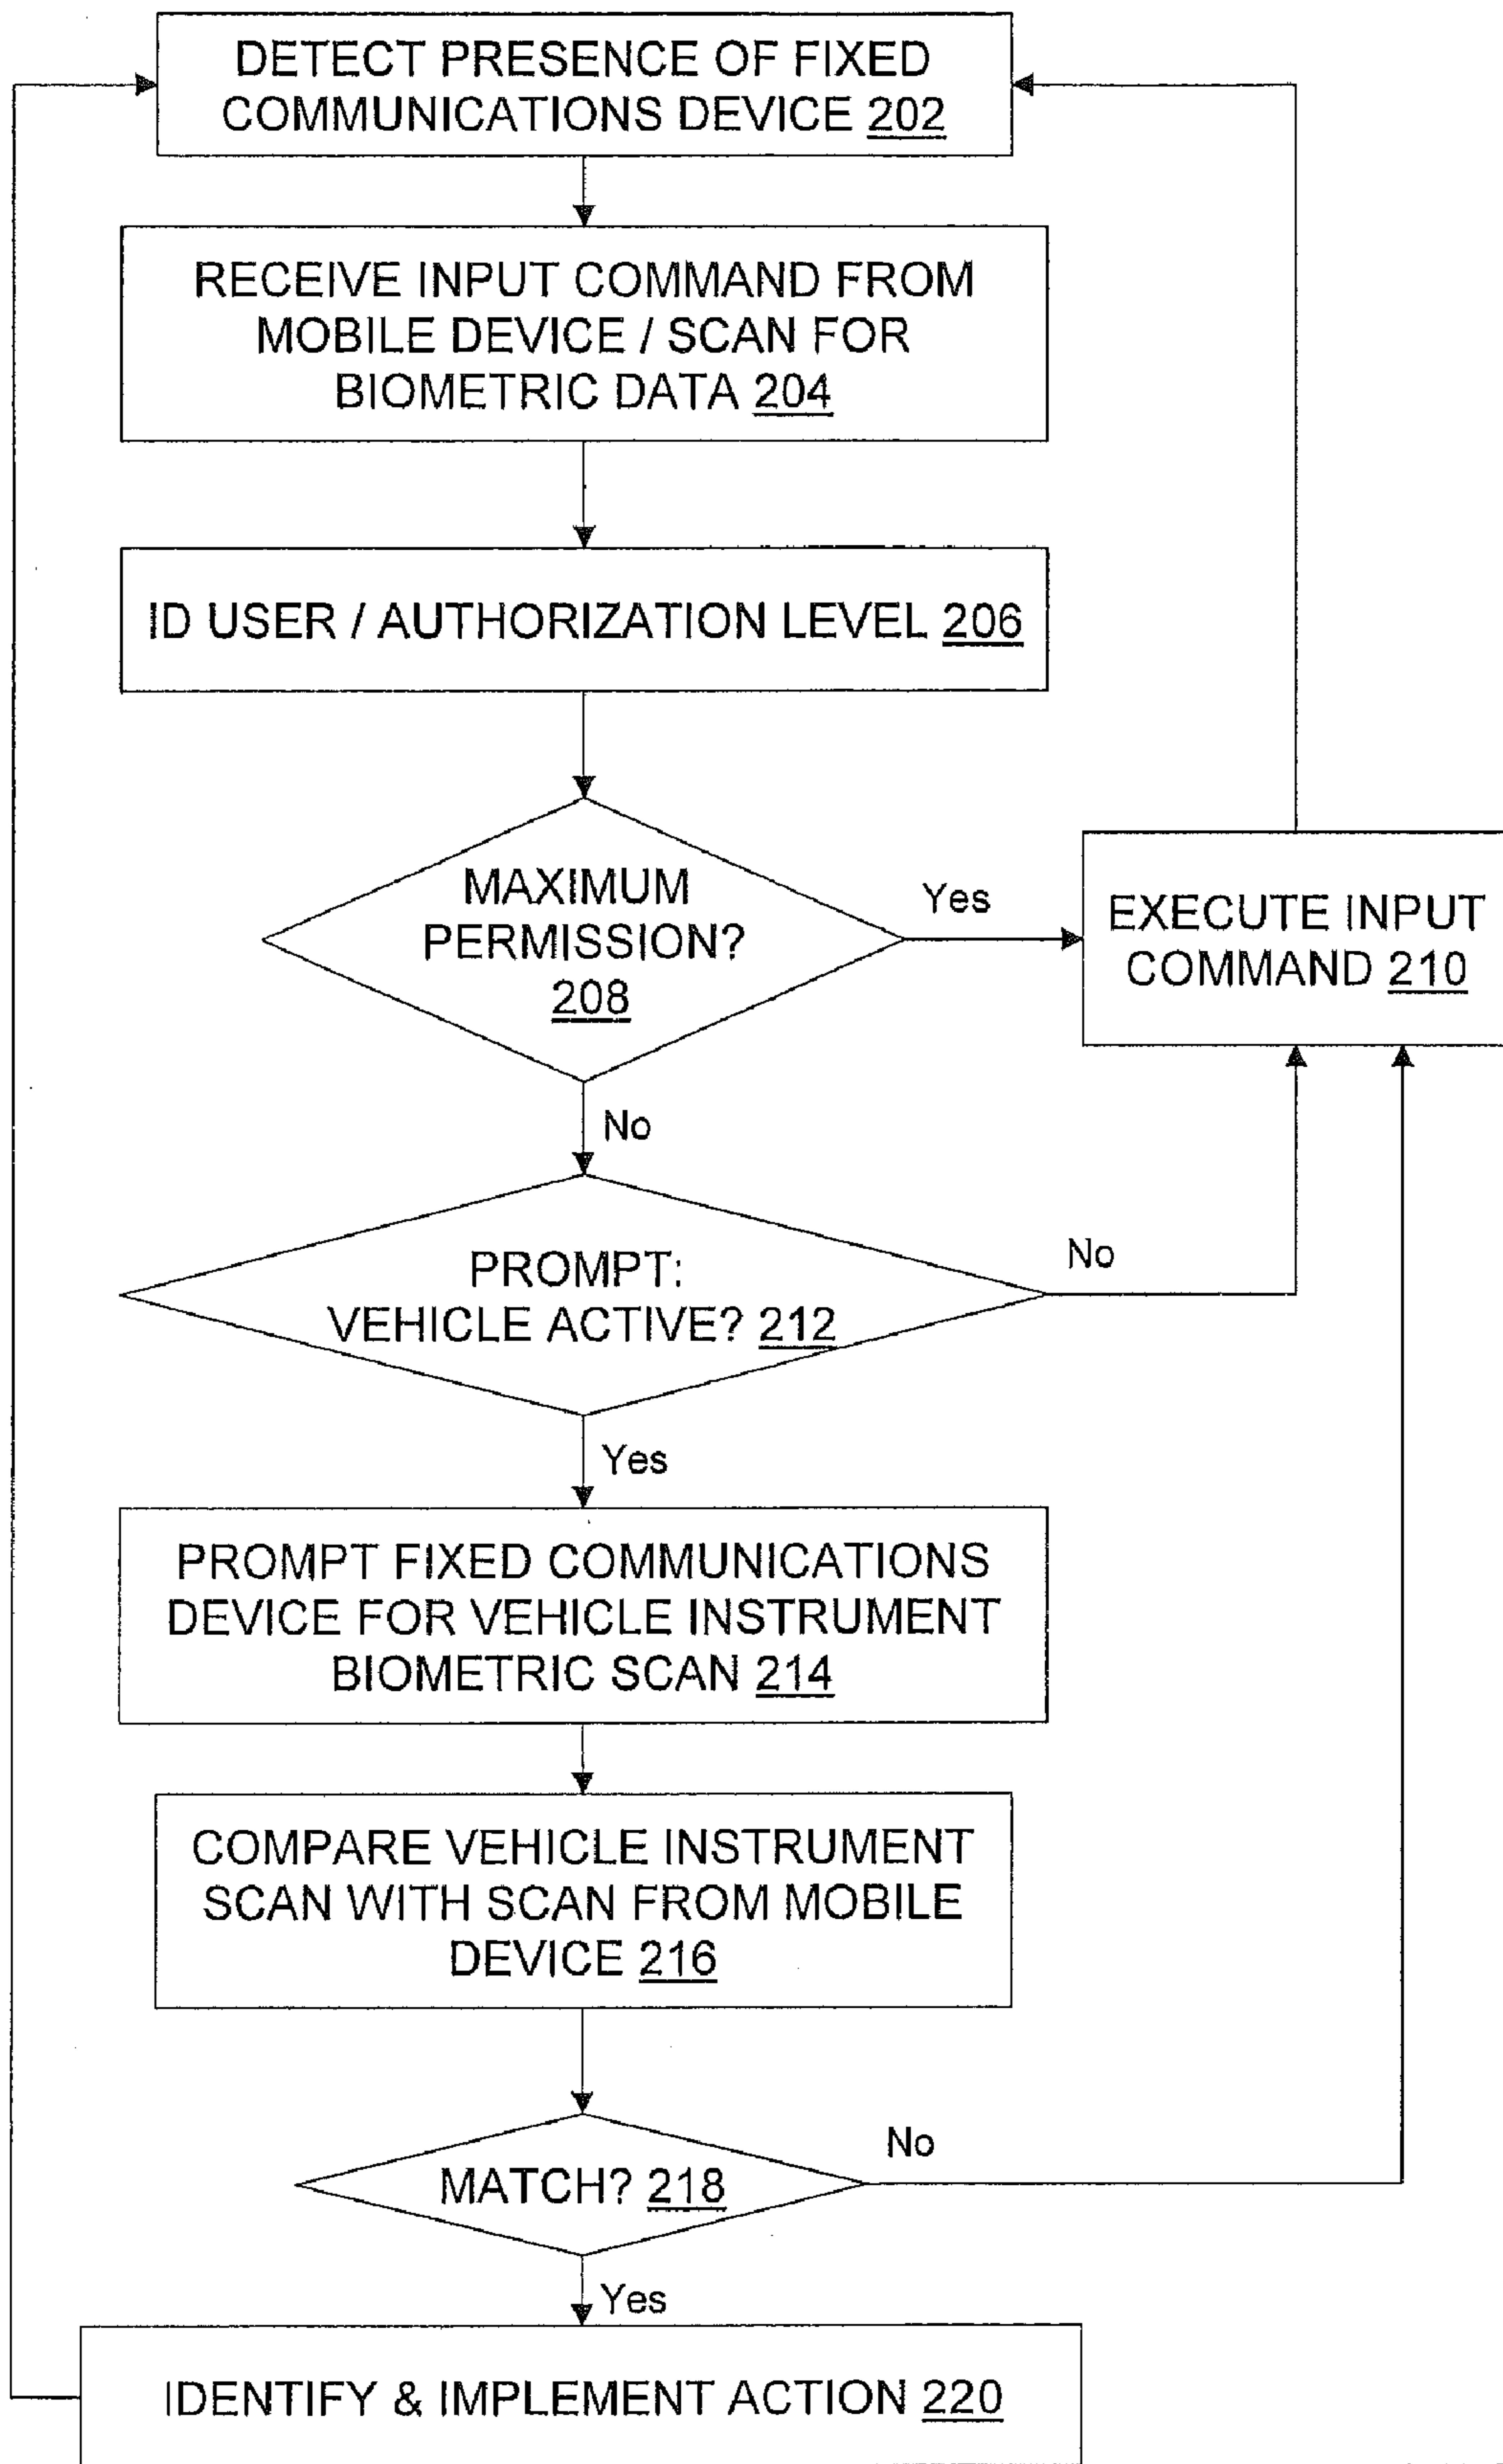 DETECT PRESENCE OF FIXED
COMMUNICATIONS DEVICE 202
RECEIVE INPUT COMMAND FROM
MOBILE DEVICE / SCAN FOR
BIOMETRIC DATA 204
ID USER / AUTHORIZATION LEVEL 206
MAXIMUM
PERMISSION?
208
Yes
EXECUTE INPUT
COMMAND 210
No
PROMPT:
VEHICLE ACTIVE? 212
No
Yes
PROMPT FIXED COMMUNICATIONS
DEVICE FOR VEHICLE INSTRUMENT
BIOMETRIC SCAN 214
COMPARE VEHICLE INSTRUMENT
SCAN WITH SCAN FROM MOBILE
DEVICE 216
MATCH? 218
No
Yes
IDENTIFY & IMPLEMENT ACTION 220